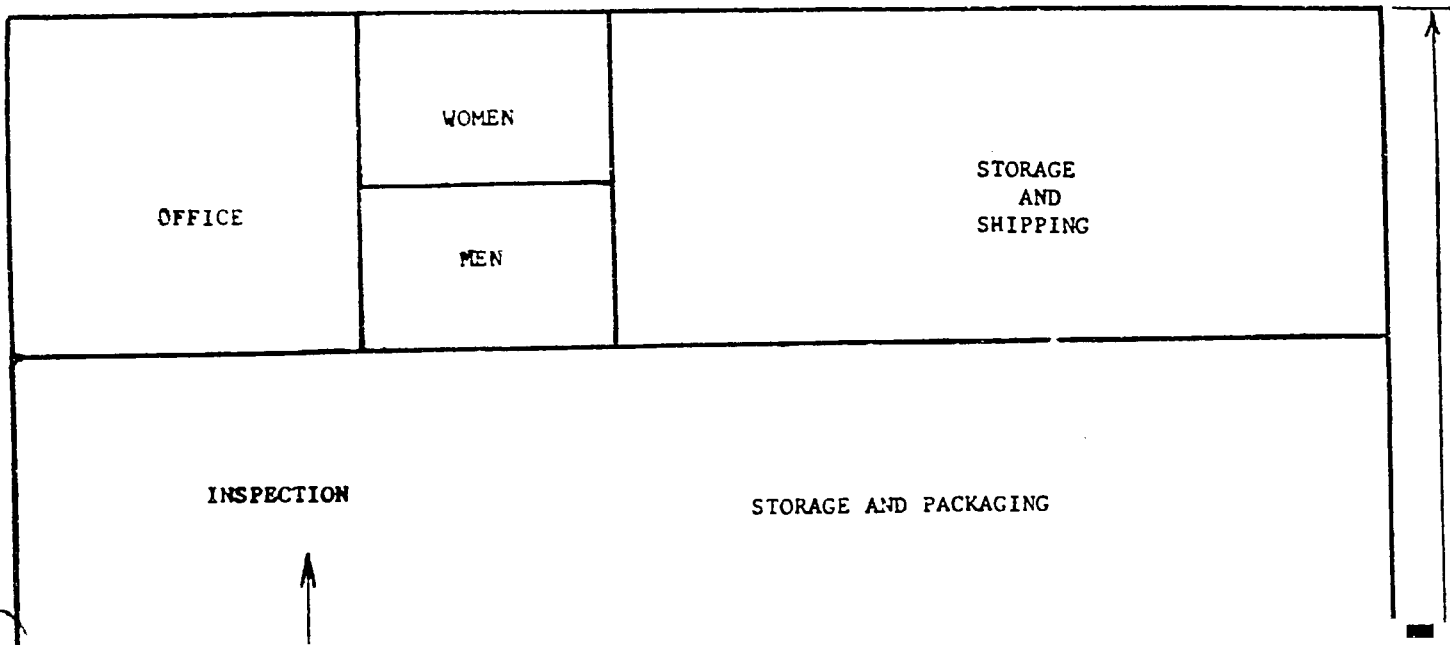 WOMEN
OFFICE
MEN
STORAGE
AND
SHIPPING
INSPECTION
STORAGE AND PACKAGING